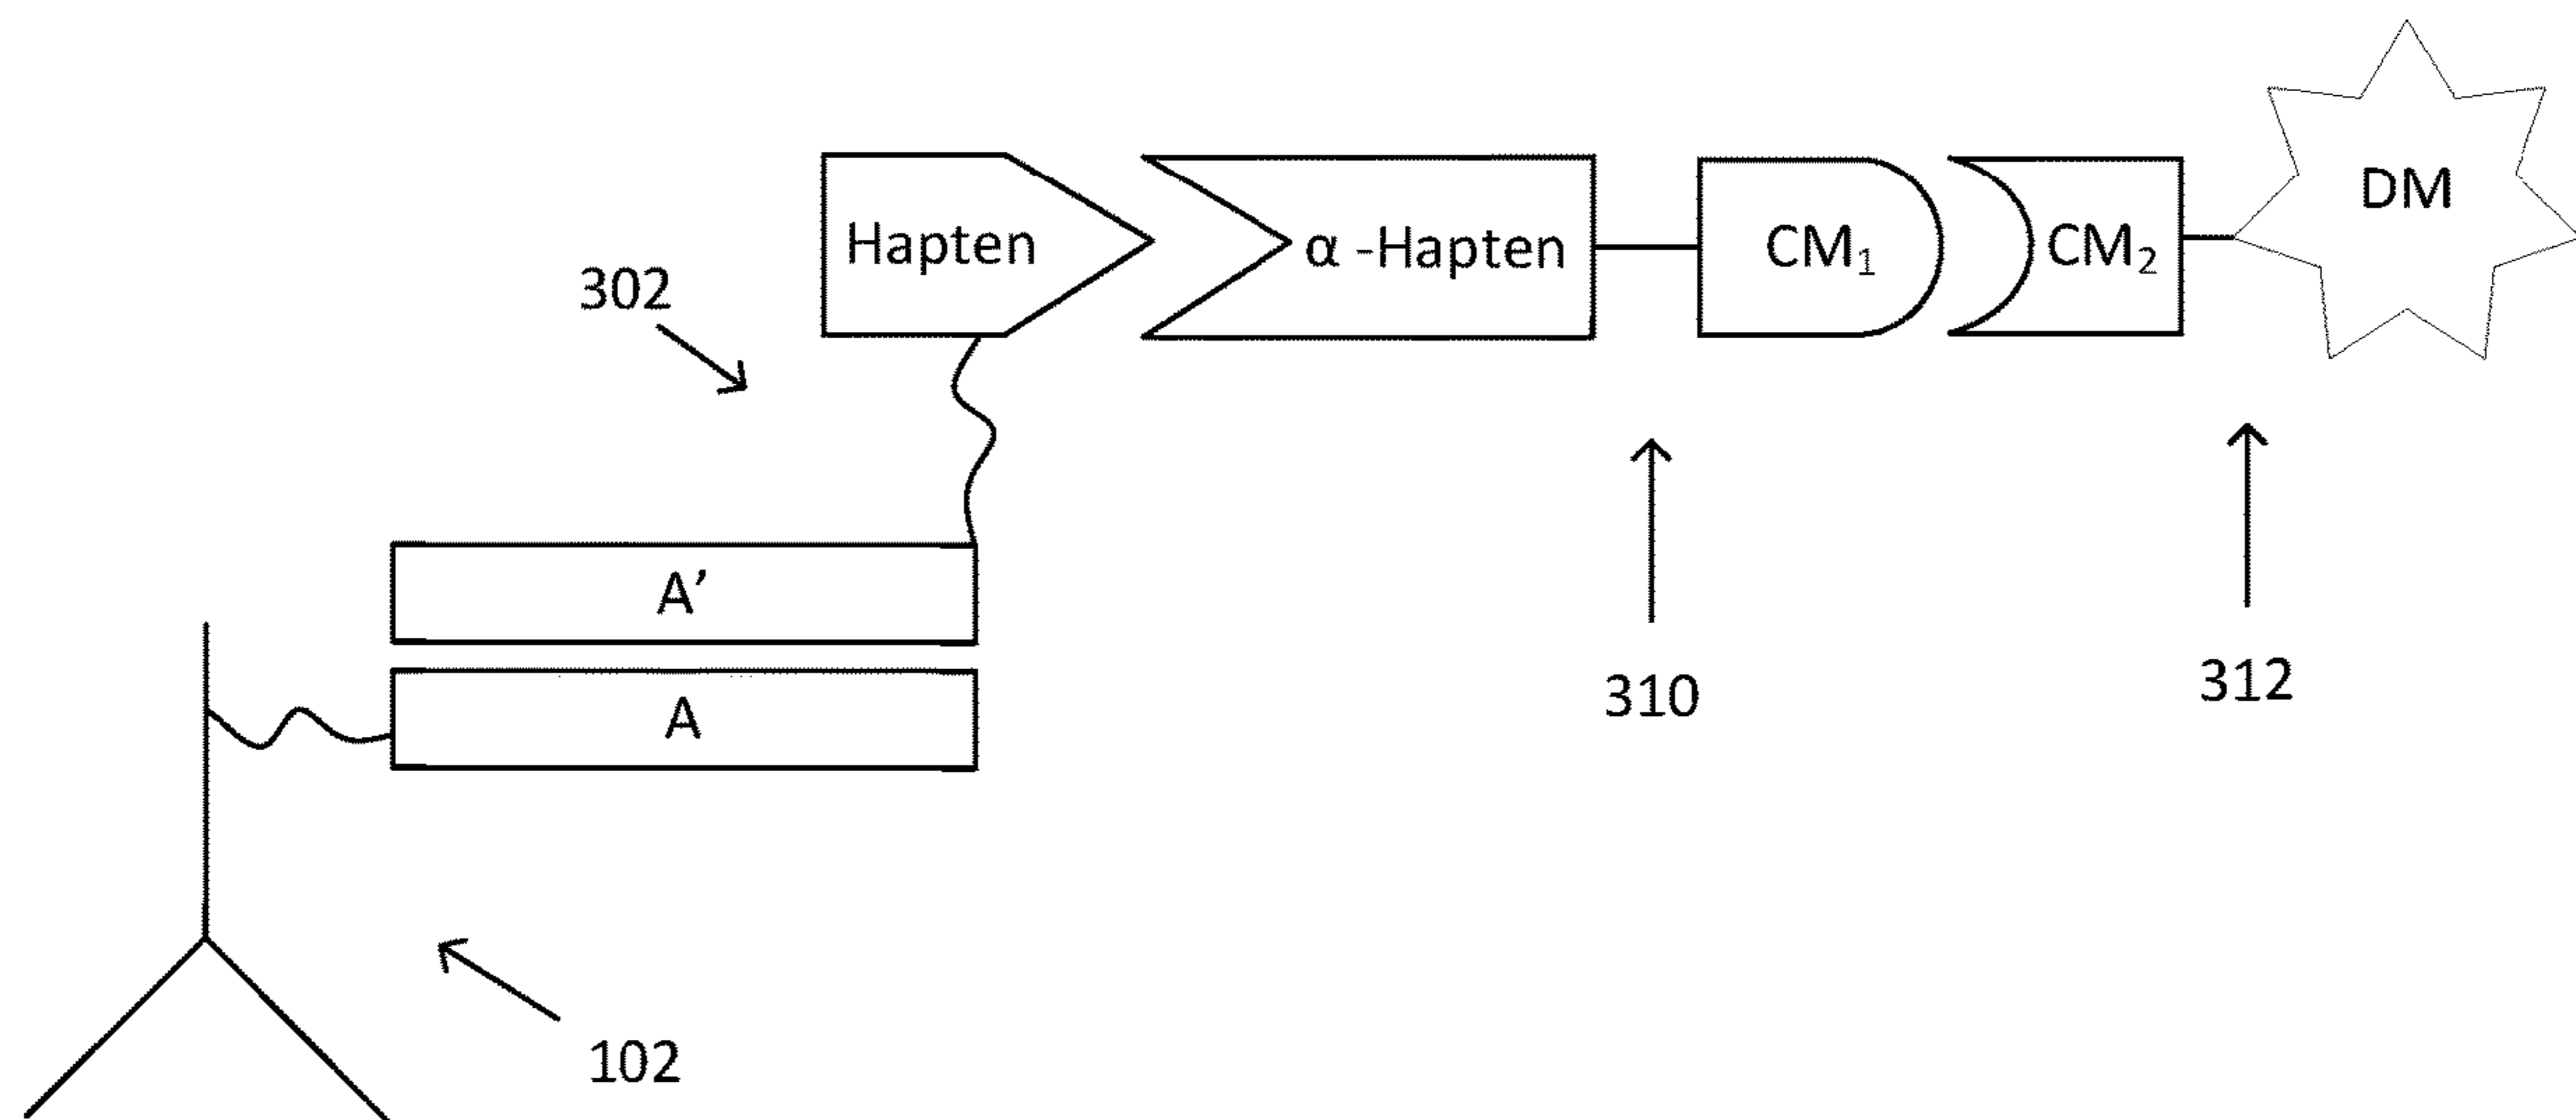 DM
Hapten
α -Hapten
CM₁
CM₂
302
A'
A
310
312
102